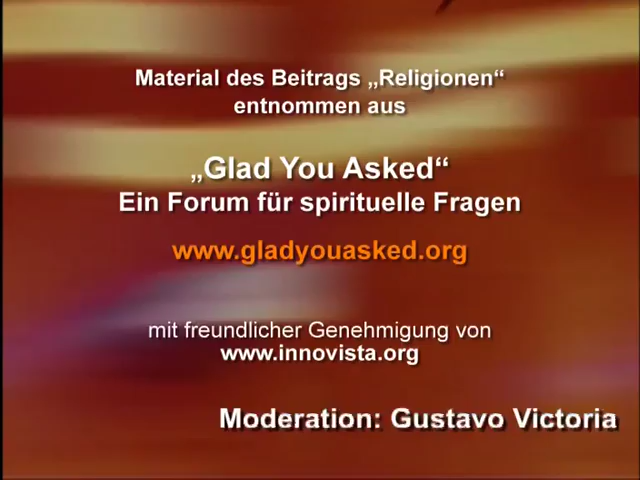 Material des Beitrags „Religionen“
entnommen aus
„Glad You Asked“
Ein Forum für spirituelle Fragen
www.gladyouasked.org
mit freundlicher Genehmigung von
www.innovista.org
Moderation: Gustavo Victoria